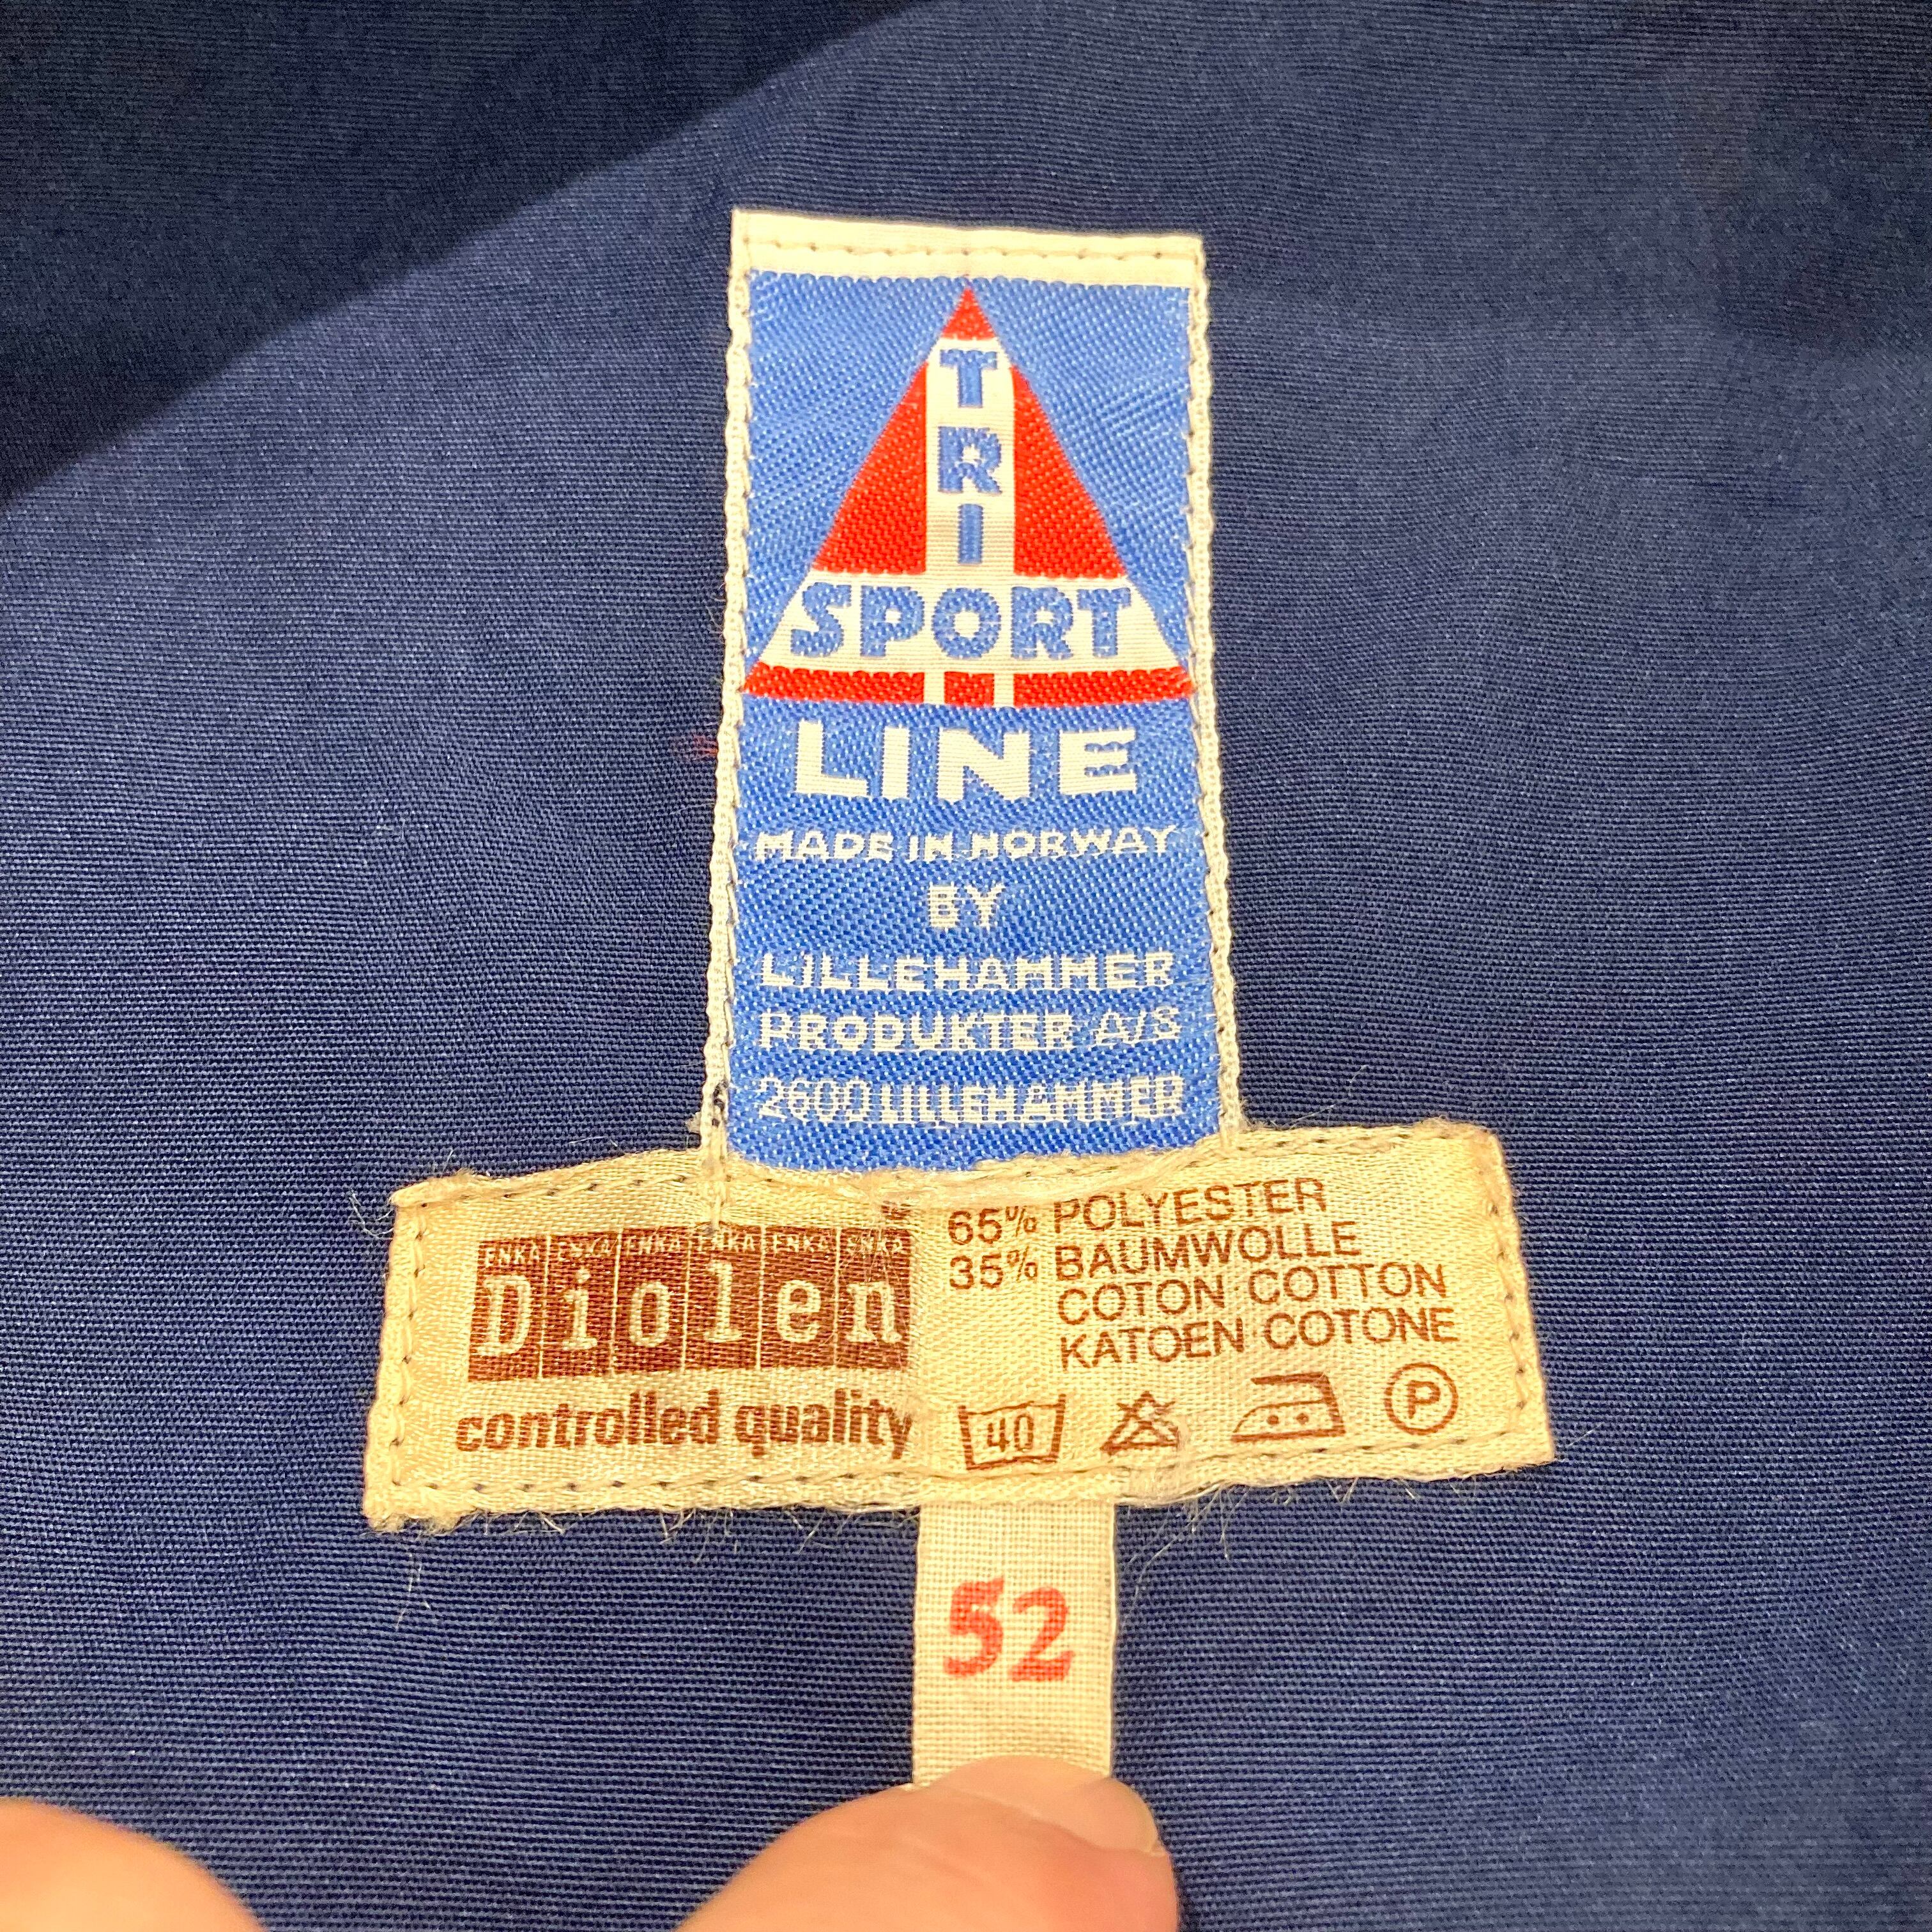 TRI
SPORT
LINE
MADE IN NORWAY
BY
LILLEHAMMER
PRODUKTER A/S
2600 LILLEHAMMER
ENKA ENKA ENKA ENKA ENKA ENKA
Diolen
controlled quality
65% POLYESTER
35% BAUMWOLLE
COTON COTTON
KATOEN COTONE
40
P
52